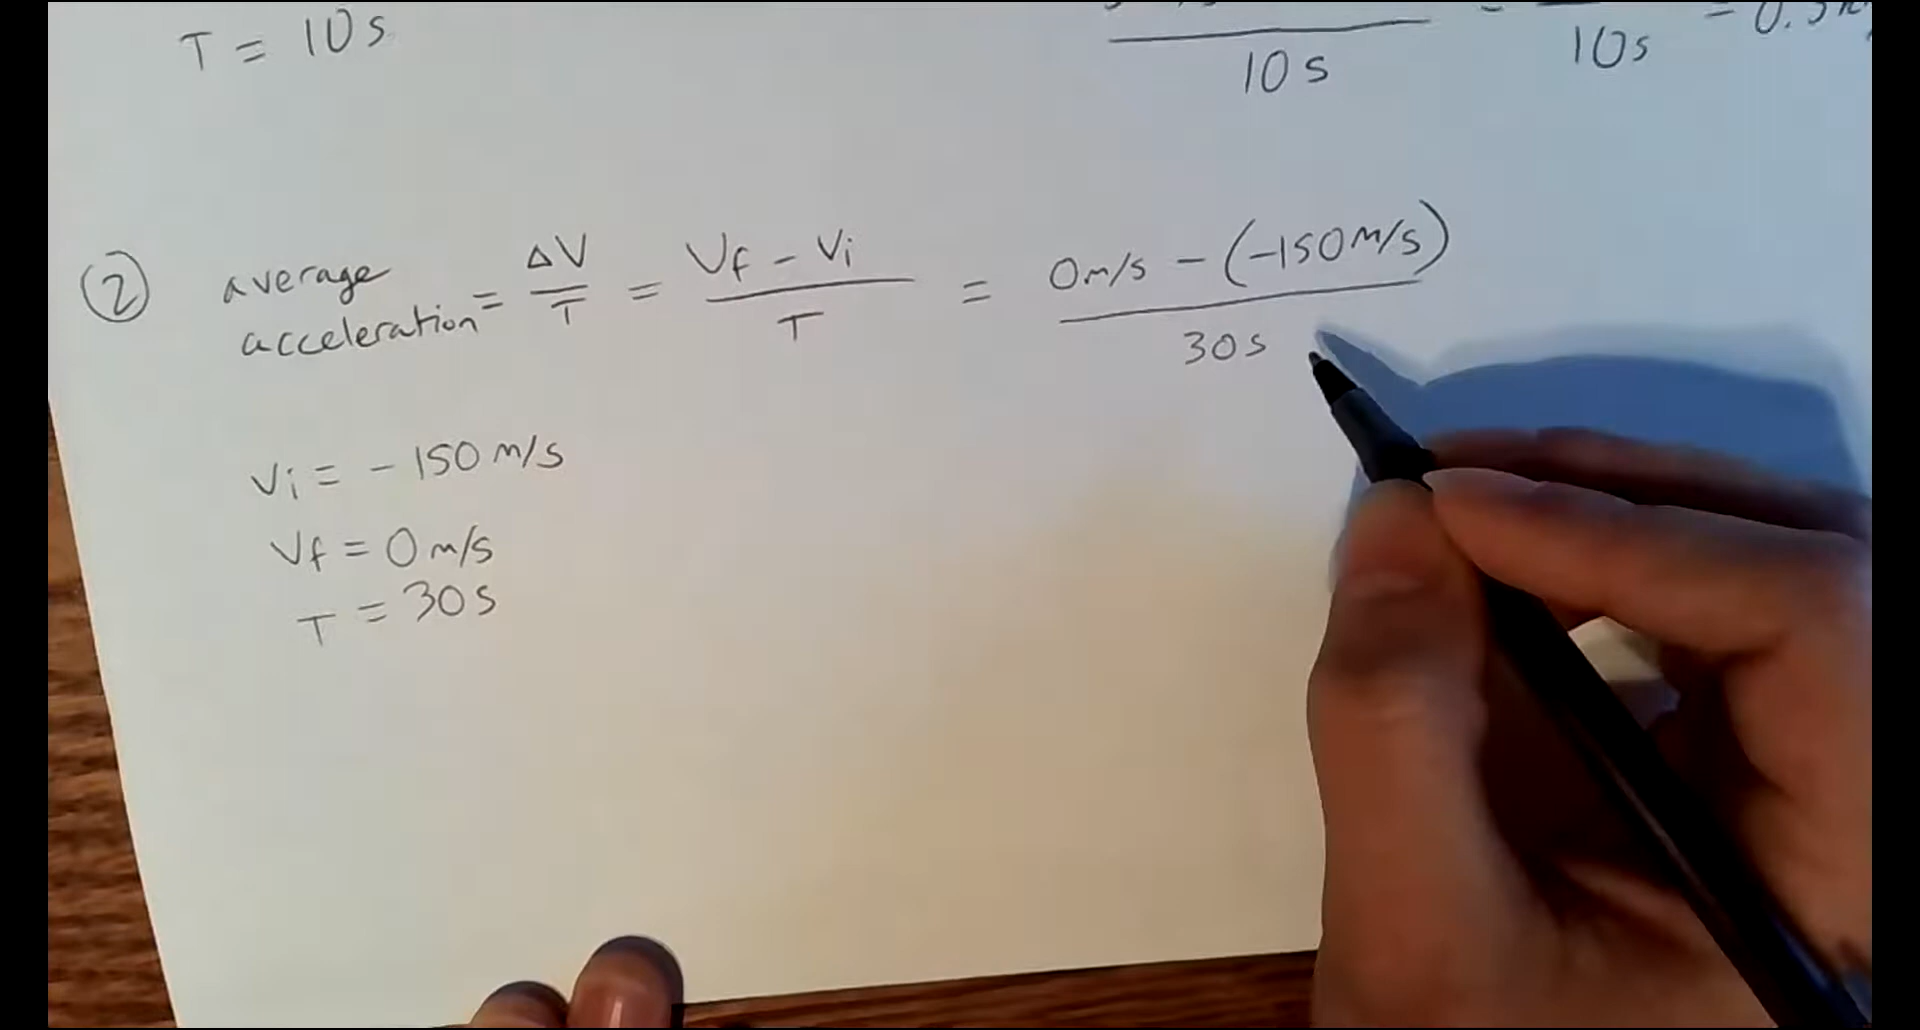 T = 10 s
10 s
10s
② average acceleration = ΔV / T = Vf - Vi / T = 0 m/s - (-150 m/s) / 30 s
Vi = -150 m/s
Vf = 0 m/s
T = 30 s